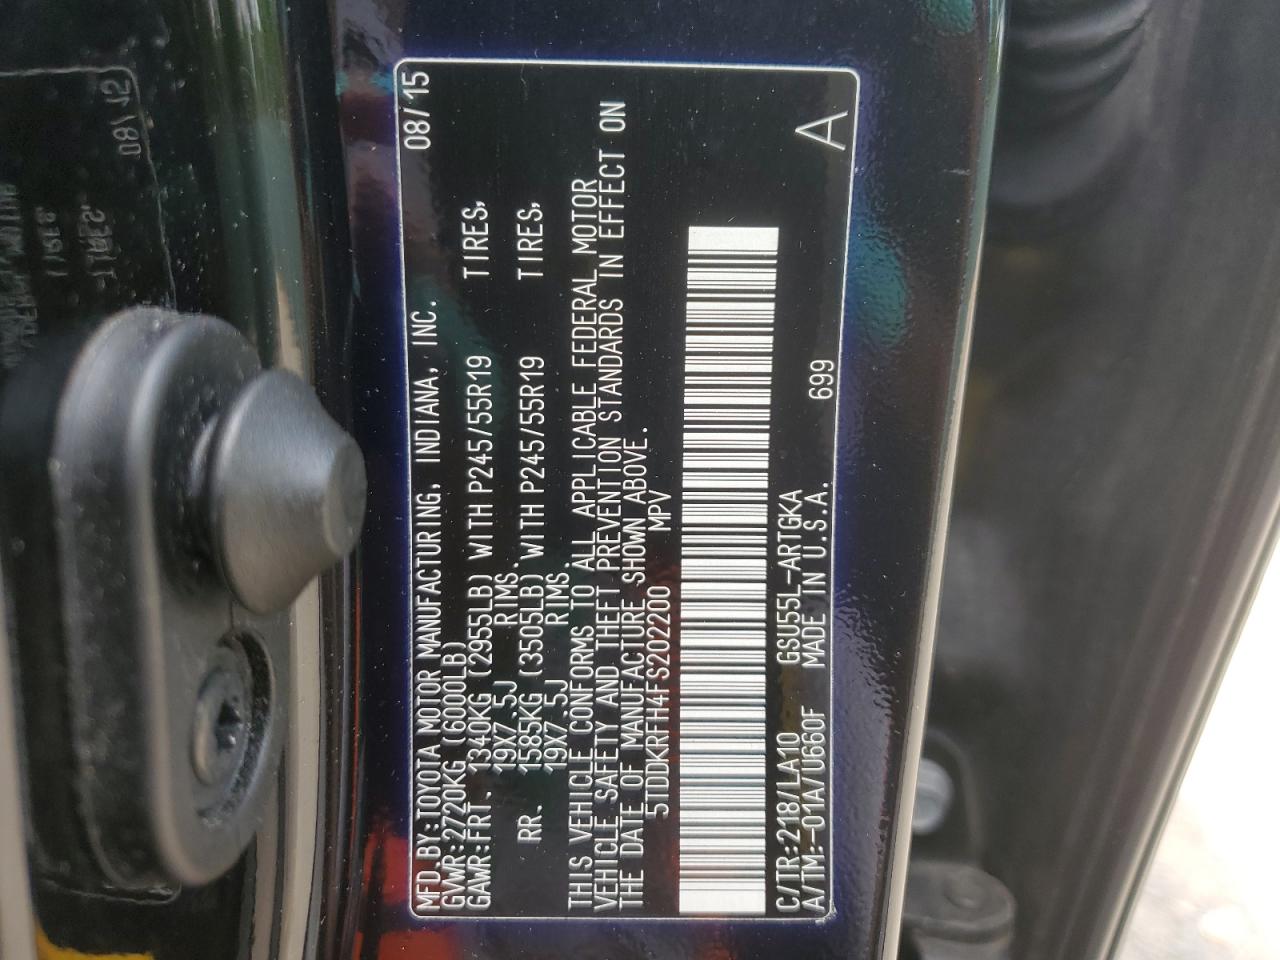 MFD.BY:TOYOTA MOTOR MANUFACTURING, INDIANA, INC. 08/15
GVWR:2720KG (6000LB)
GAWR:FRT. 1340KG (2955LB) WITH P245/55R19 TIRES,
19X7.5J RIMS.
RR. 1585KG (3505LB) WITH P245/55R19 TIRES,
19X7.5J RIMS.
THIS VEHICLE CONFORMS TO ALL APPLICABLE FEDERAL MOTOR
VEHICLE SAFETY AND THEFT PREVENTION STANDARDS IN EFFECT ON
THE DATE OF MANUFACTURE SHOWN ABOVE.
5TDDKRFH4FS202200 MPV
C/TR:218/LA10 GSU55L-ARTGKA
A/TM:-01A/U660F MADE IN U.S.A. 699 A